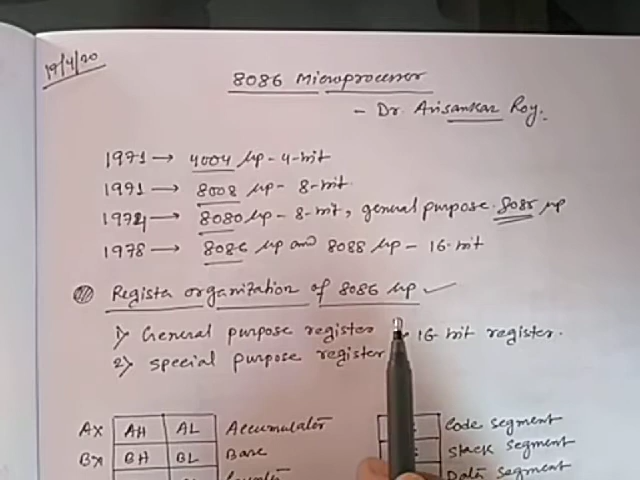 19/4/20
8086 Microprocessor
- Dr. Arisankar Roy.
1971 → 4004 μp - 4-bit
1971 → 8008 μp - 8-bit.
1974 → 8080 μp - 8-bit, general purpose. 8085 μp
1978 → 8086 μp and 8088 μp - 16-bit
Register organization of 8086 μp ✓
1) General purpose register 16-bit register.
2) Special purpose register
AX AH AL Accumulator Code segment
BX BH BL Base Stack segment
Data segment